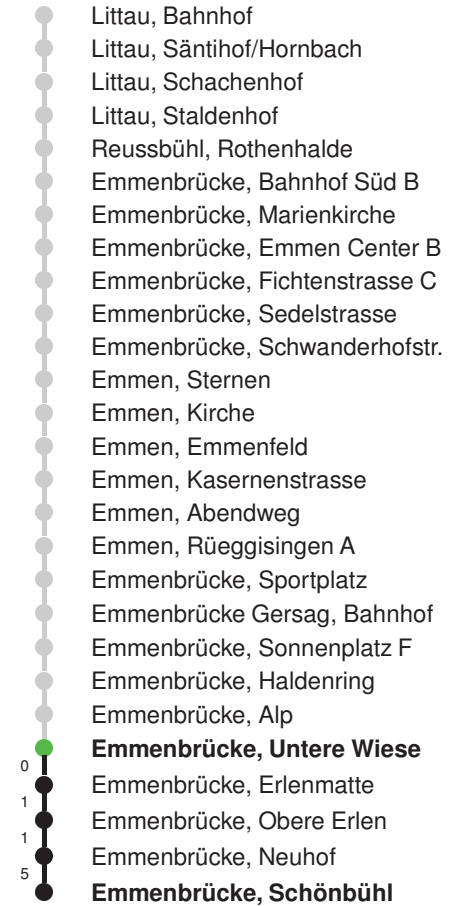 Littau, Bahnhof
Littau, Säntihof/Hornbach
Littau, Schachenhof
Littau, Staldenhof
Reussbühl, Rothenhalde
Emmenbrücke, Bahnhof Süd B
Emmenbrücke, Marienkirche
Emmenbrücke, Emmen Center B
Emmenbrücke, Fichtenstrasse C
Emmenbrücke, Sedelstrasse
Emmenbrücke, Schwanderhofstr.
Emmen, Sternen
Emmen, Kirche
Emmen, Emmenfeld
Emmen, Kasernenstrasse
Emmen, Abendweg
Emmen, Rüeggisingen A
Emmenbrücke, Sportplatz
Emmenbrücke Gersag, Bahnhof
Emmenbrücke, Sonnenplatz F
Emmenbrücke, Haldenring
Emmenbrücke, Alp
Emmenbrücke, Untere Wiese
0
Emmenbrücke, Erlenmatte
1
Emmenbrücke, Obere Erlen
1
Emmenbrücke, Neuhof
5
Emmenbrücke, Schönbühl